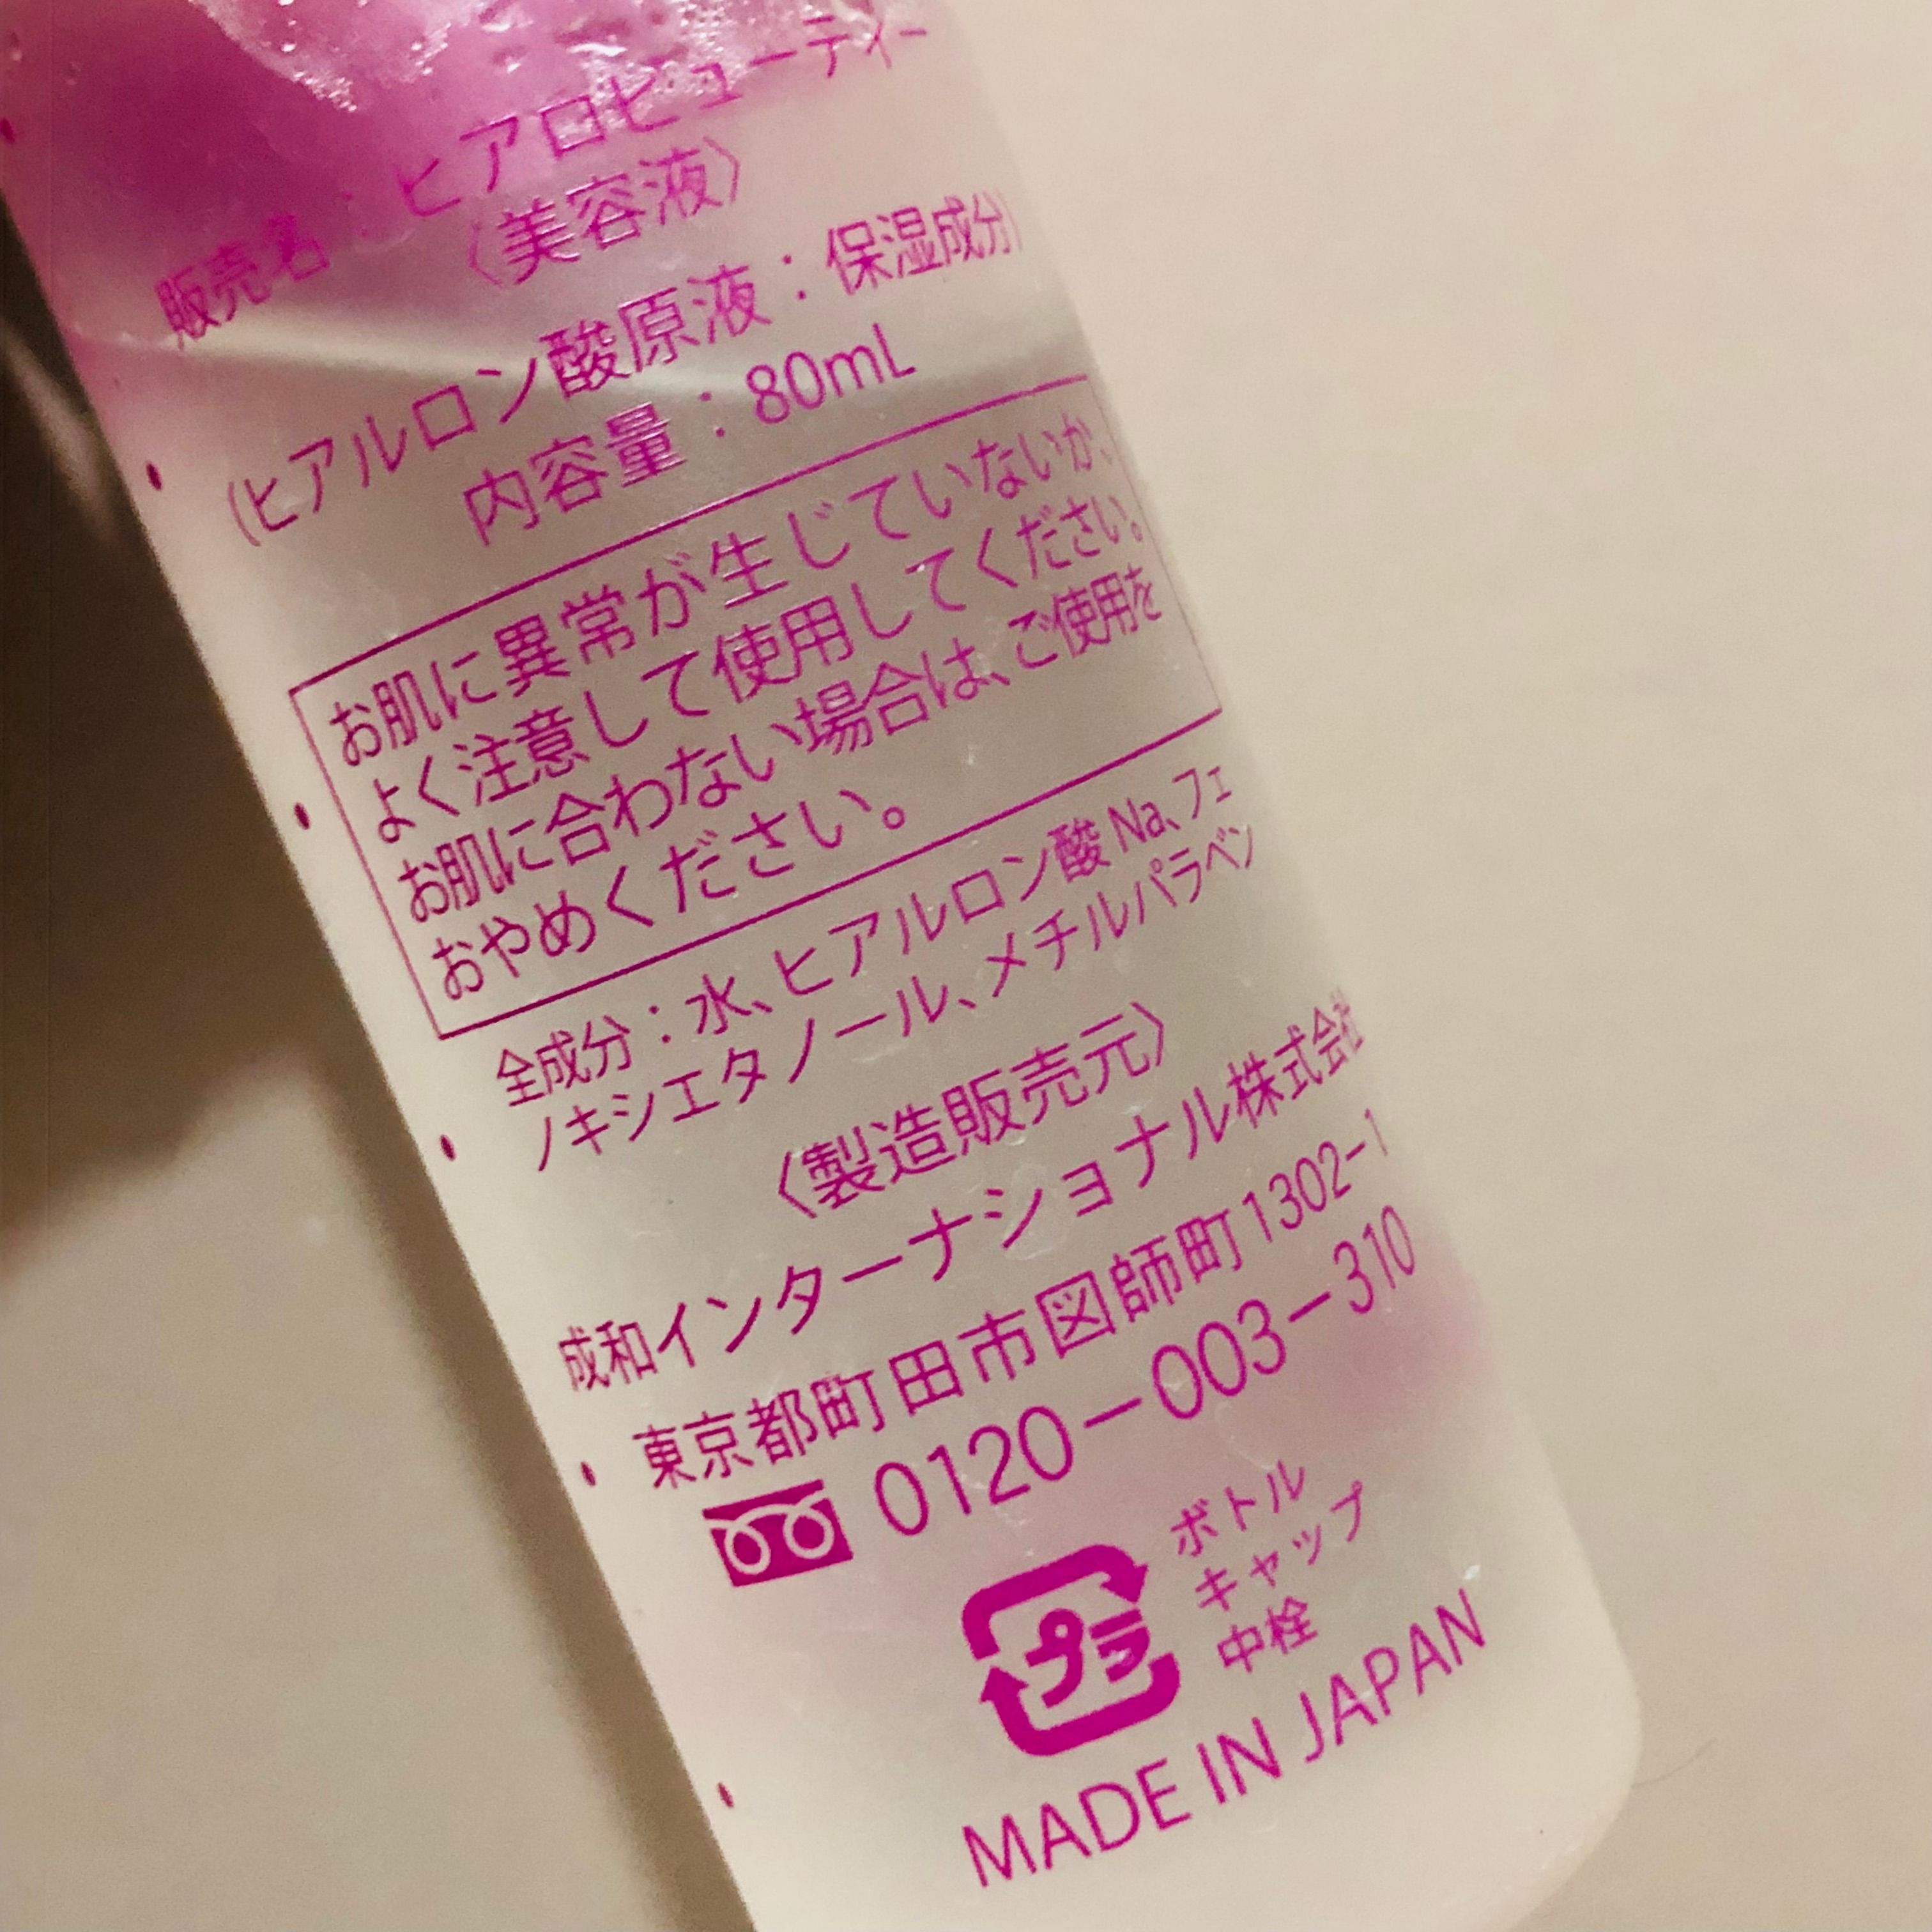 販売名：ヒアロビューティー
〈美容液〉
(ヒアルロン酸原液：保湿成分)
内容量：80mL
お肌に異常が生じていないか、
よく注意して使用してください。
お肌に合わない場合は、ご使用を
おやめください。
全成分：水、ヒアルロン酸Na、フェ
ノキシエタノール、メチルパラベン
〈製造販売元〉
成和インターナショナル株式会社
東京都町田市図師町1302-1
0120-003-310
ボトル
キャップ
中栓
プラ
MADE IN JAPAN